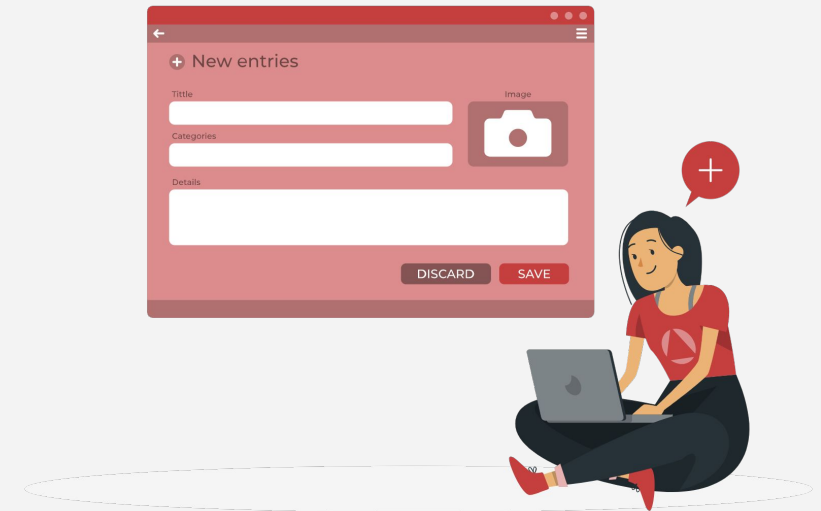 New entries
Tittle
Image
Categories
Details
DISCARD
SAVE